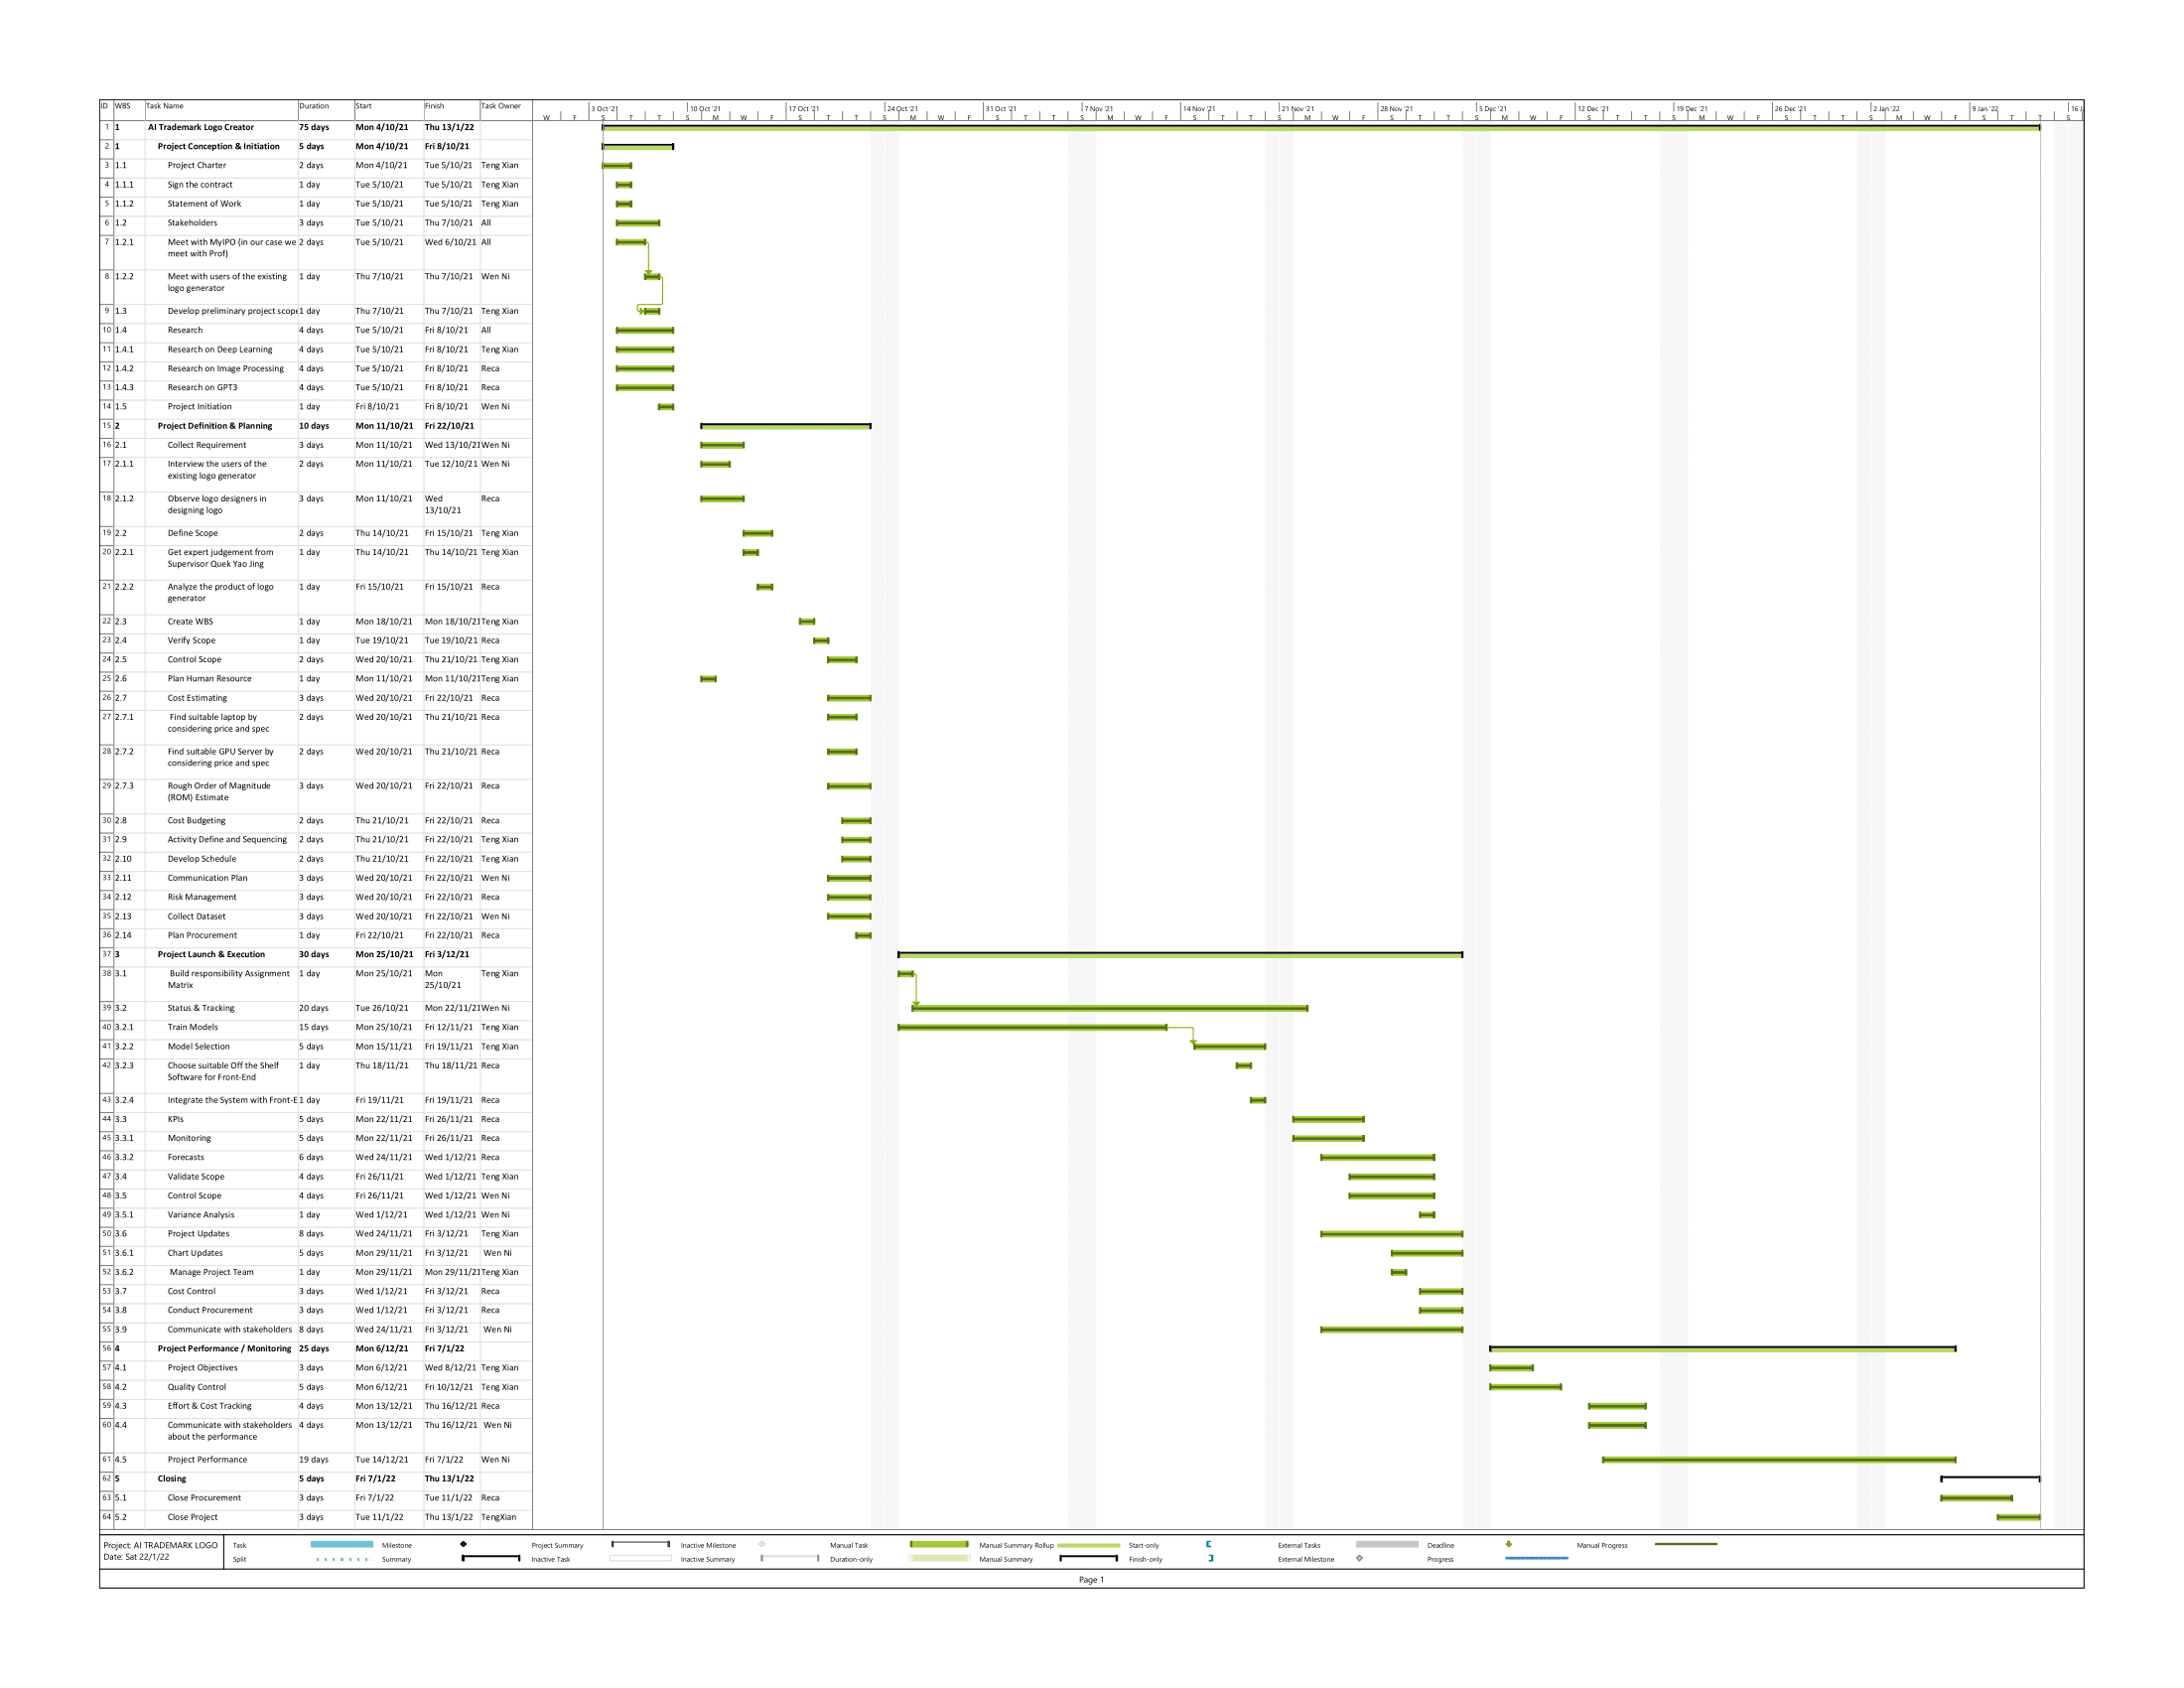 ID WBS Task Name Duration Start Finish Task Owner
3 Oct '21 10 Oct '21 17 Oct '21 24 Oct '21 31 Oct '21 7 Nov '21 14 Nov '21 21 Nov '21 28 Nov '21 5 Dec '21 12 Dec '21 19 Dec '21 26 Dec '21 2 Jan '22 9 Jan '22 16
W F S T T S M W F S T T S M W F S T T S M W F S T T S M W F S T T S M W F S T T S M W F S T T S M W F S T T S
1 1 AI Trademark Logo Creator 75 days Mon 4/10/21 Thu 13/1/22
2 1 Project Conception & Initiation 5 days Mon 4/10/21 Fri 8/10/21
3 1.1 Project Charter 2 days Mon 4/10/21 Tue 5/10/21 Teng Xian
4 1.1.1 Sign the contract 1 day Tue 5/10/21 Tue 5/10/21 Teng Xian
5 1.1.2 Statement of Work 1 day Tue 5/10/21 Tue 5/10/21 Teng Xian
6 1.2 Stakeholders 3 days Tue 5/10/21 Thu 7/10/21 All
7 1.2.1 Meet with MyIPO (in our case we 2 days Tue 5/10/21 Wed 6/10/21 All
meet with Prof)
8 1.2.2 Meet with users of the existing 1 day Thu 7/10/21 Thu 7/10/21 Wen Ni
logo generator
9 1.3 Develop preliminary project scope 1 day Thu 7/10/21 Thu 7/10/21 Teng Xian
10 1.4 Research 4 days Tue 5/10/21 Fri 8/10/21 All
11 1.4.1 Research on Deep Learning 4 days Tue 5/10/21 Fri 8/10/21 Teng Xian
12 1.4.2 Research on Image Processing 4 days Tue 5/10/21 Fri 8/10/21 Reca
13 1.4.3 Research on GPT3 4 days Tue 5/10/21 Fri 8/10/21 Reca
14 1.5 Project Initiation 1 day Fri 8/10/21 Fri 8/10/21 Wen Ni
15 2 Project Definition & Planning 10 days Mon 11/10/21 Fri 22/10/21
16 2.1 Collect Requirement 3 days Mon 11/10/21 Wed 13/10/21 Wen Ni
17 2.1.1 Interview the users of the 2 days Mon 11/10/21 Tue 12/10/21 Wen Ni
existing logo generator
18 2.1.2 Observe logo designers in 3 days Mon 11/10/21 Wed Reca
designing logo 13/10/21
19 2.2 Define Scope 2 days Thu 14/10/21 Fri 15/10/21 Teng Xian
20 2.2.1 Get expert judgement from 1 day Thu 14/10/21 Thu 14/10/21 Teng Xian
Supervisor Quek Yao Jing
21 2.2.2 Analyze the product of logo 1 day Fri 15/10/21 Fri 15/10/21 Reca
generator
22 2.3 Create WBS 1 day Mon 18/10/21 Mon 18/10/21 Teng Xian
23 2.4 Verify Scope 1 day Tue 19/10/21 Tue 19/10/21 Reca
24 2.5 Control Scope 2 days Wed 20/10/21 Thu 21/10/21 Teng Xian
25 2.6 Plan Human Resource 1 day Mon 11/10/21 Mon 11/10/21 Teng Xian
26 2.7 Cost Estimating 3 days Wed 20/10/21 Fri 22/10/21 Reca
27 2.7.1 Find suitable laptop by 2 days Wed 20/10/21 Thu 21/10/21 Reca
considering price and spec
28 2.7.2 Find suitable GPU Server by 2 days Wed 20/10/21 Thu 21/10/21 Reca
considering price and spec
29 2.7.3 Rough Order of Magnitude 3 days Wed 20/10/21 Fri 22/10/21 Reca
(ROM) Estimate
30 2.8 Cost Budgeting 2 days Thu 21/10/21 Fri 22/10/21 Reca
31 2.9 Activity Define and Sequencing 2 days Thu 21/10/21 Fri 22/10/21 Teng Xian
32 2.10 Develop Schedule 2 days Thu 21/10/21 Fri 22/10/21 Teng Xian
33 2.11 Communication Plan 3 days Wed 20/10/21 Fri 22/10/21 Wen Ni
34 2.12 Risk Management 3 days Wed 20/10/21 Fri 22/10/21 Reca
35 2.13 Collect Dataset 3 days Wed 20/10/21 Fri 22/10/21 Wen Ni
36 2.14 Plan Procurement 1 day Fri 22/10/21 Fri 22/10/21 Reca
37 3 Project Launch & Execution 30 days Mon 25/10/21 Fri 3/12/21
38 3.1 Build responsibility Assignment 1 day Mon 25/10/21 Mon Teng Xian
Matrix 25/10/21
39 3.2 Status & Tracking 20 days Tue 26/10/21 Mon 22/11/21 Wen Ni
40 3.2.1 Train Models 15 days Mon 25/10/21 Fri 12/11/21 Teng Xian
41 3.2.2 Model Selection 5 days Mon 15/11/21 Fri 19/11/21 Teng Xian
42 3.2.3 Choose suitable Off the Shelf 1 day Thu 18/11/21 Thu 18/11/21 Reca
Software for Front-End
43 3.2.4 Integrate the System with Front-E 1 day Fri 19/11/21 Fri 19/11/21 Reca
44 3.3 KPIs 5 days Mon 22/11/21 Fri 26/11/21 Reca
45 3.3.1 Monitoring 5 days Mon 22/11/21 Fri 26/11/21 Reca
46 3.3.2 Forecasts 6 days Wed 24/11/21 Wed 1/12/21 Reca
47 3.4 Validate Scope 4 days Fri 26/11/21 Wed 1/12/21 Teng Xian
48 3.5 Control Scope 4 days Fri 26/11/21 Wed 1/12/21 Wen Ni
49 3.5.1 Variance Analysis 1 day Wed 1/12/21 Wed 1/12/21 Wen Ni
50 3.6 Project Updates 8 days Wed 24/11/21 Fri 3/12/21 Teng Xian
51 3.6.1 Chart Updates 5 days Mon 29/11/21 Fri 3/12/21 Wen Ni
52 3.6.2 Manage Project Team 1 day Mon 29/11/21 Mon 29/11/21 Teng Xian
53 3.7 Cost Control 3 days Wed 1/12/21 Fri 3/12/21 Reca
54 3.8 Conduct Procurement 3 days Wed 1/12/21 Fri 3/12/21 Reca
55 3.9 Communicate with stakeholders 8 days Wed 24/11/21 Fri 3/12/21 Wen Ni
56 4 Project Performance / Monitoring 25 days Mon 6/12/21 Fri 7/1/22
57 4.1 Project Objectives 3 days Mon 6/12/21 Wed 8/12/21 Teng Xian
58 4.2 Quality Control 5 days Mon 6/12/21 Fri 10/12/21 Teng Xian
59 4.3 Effort & Cost Tracking 4 days Mon 13/12/21 Thu 16/12/21 Reca
60 4.4 Communicate with stakeholders 4 days Mon 13/12/21 Thu 16/12/21 Wen Ni
about the performance
61 4.5 Project Performance 19 days Tue 14/12/21 Fri 7/1/22 Wen Ni
62 5 Closing 5 days Fri 7/1/22 Thu 13/1/22
63 5.1 Close Procurement 3 days Fri 7/1/22 Tue 11/1/22 Reca
64 5.2 Close Project 3 days Tue 11/1/22 Thu 13/1/22 TengXian
Project: AI TRADEMARK LOGO
Date: Sat 22/1/22
Task Milestone Project Summary Inactive Milestone Manual Task Manual Summary Rollup Start-only External Tasks Deadline Manual Progress
Split Summary Inactive Task Inactive Summary Duration-only Manual Summary Finish-only External Milestone Progress
Page 1